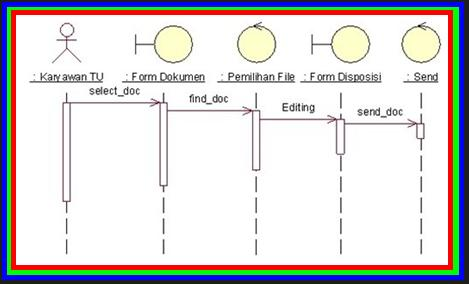 : Karyawan TU
: Form Dokumen
: Pemilihan File
: Form Disposisi
: Send
select_doc
find_doc
Editing
send_doc